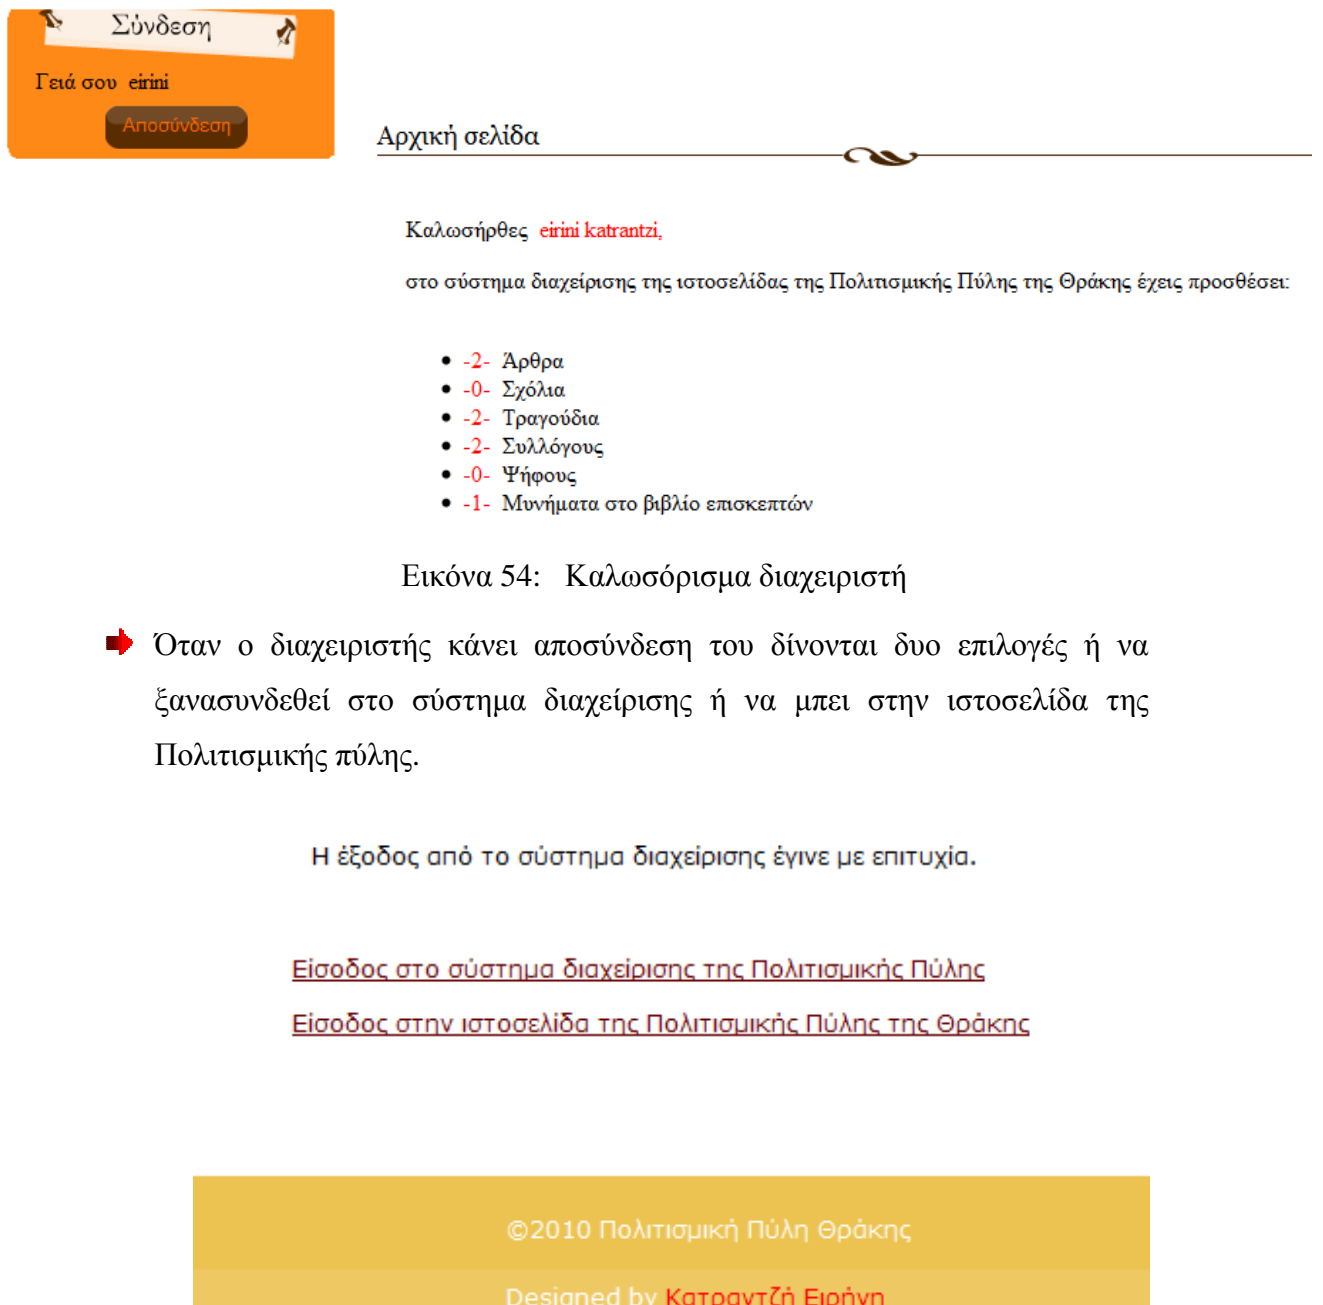 Σύνδεση
Γειά σου eirini
Αποσύνδεση
Αρχική σελίδα
Καλωσήρθες eirini katrantzi,
στο σύστημα διαχείρισης της ιστοσελίδας της Πολιτισμικής Πύλης της Θράκης έχεις προσθέσει:
• -2- Άρθρα
• -0- Σχόλια
• -2- Τραγούδια
• -2- Συλλόγους
• -0- Ψήφους
• -1- Μυνήματα στο βιβλίο επισκεπτών
Εικόνα 54: Καλωσόρισμα διαχειριστή
Όταν ο διαχειριστής κάνει αποσύνδεση του δίνονται δυο επιλογές ή να
ξανασυνδεθεί στο σύστημα διαχείρισης ή να μπει στην ιστοσελίδα της
Πολιτισμικής πύλης.
Η έξοδος από το σύστημα διαχείρισης έγινε με επιτυχία.
Είσοδος στο σύστημα διαχείρισης της Πολιτισμικής Πύλης
Είσοδος στην ιστοσελίδα της Πολιτισμικής Πύλης της Θράκης
©2010 Πολιτισμική Πύλη Θράκης
Designed by Κατραντζή Ειρήνη